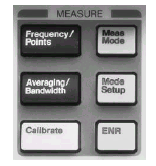 MEASURE
Frequency/
Points
Meas
Mode
Averaging/
Bandwidth
Mode
Setup
Calibrate
ENR